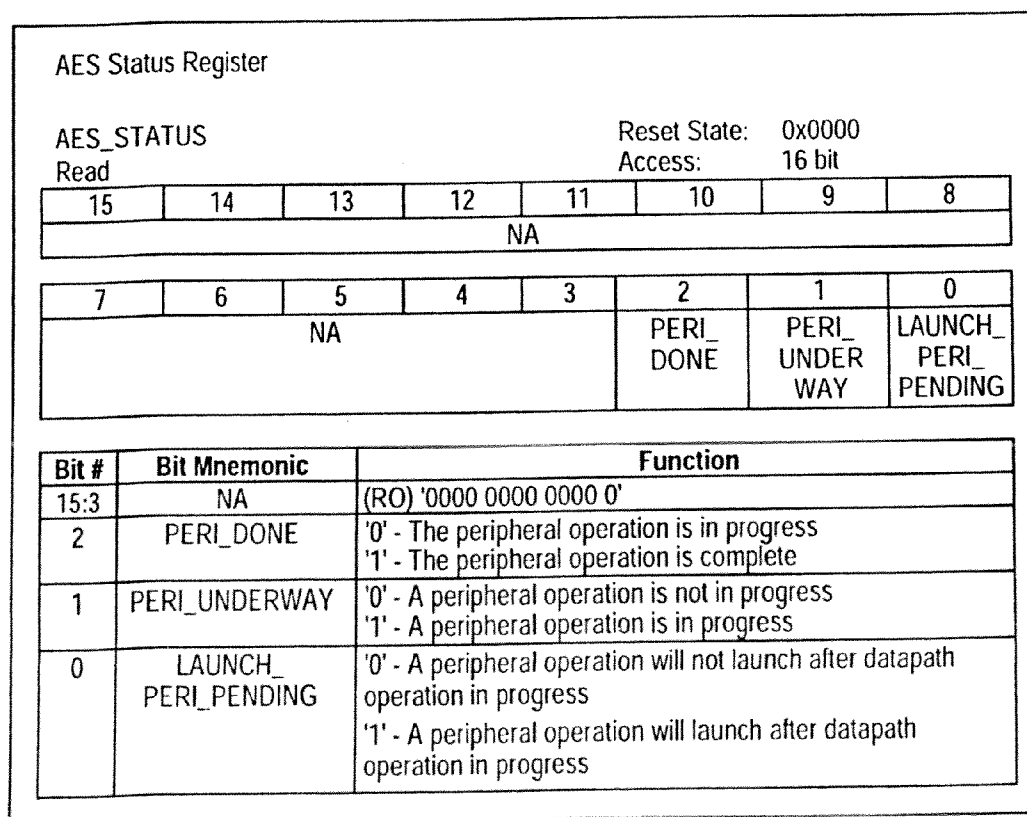 AES Status Register
AES_STATUS Reset State: 0x0000
Read Access: 16 bit
15 14 13 12 11 10 9 8
NA
7 6 5 4 3 2 1 0
NA PERI_ PERI_ LAUNCH_
DONE UNDER PERI_
WAY PENDING
Bit # Bit Mnemonic Function
15:3 NA (RO) '0000 0000 0000 0'
2 PERI_DONE '0' - The peripheral operation is in progress
'1' - The peripheral operation is complete
1 PERI_UNDERWAY '0' - A peripheral operation is not in progress
'1' - A peripheral operation is in progress
0 LAUNCH_ '0' - A peripheral operation will not launch after datapath
PERI_PENDING operation in progress
'1' - A peripheral operation will launch after datapath
operation in progress